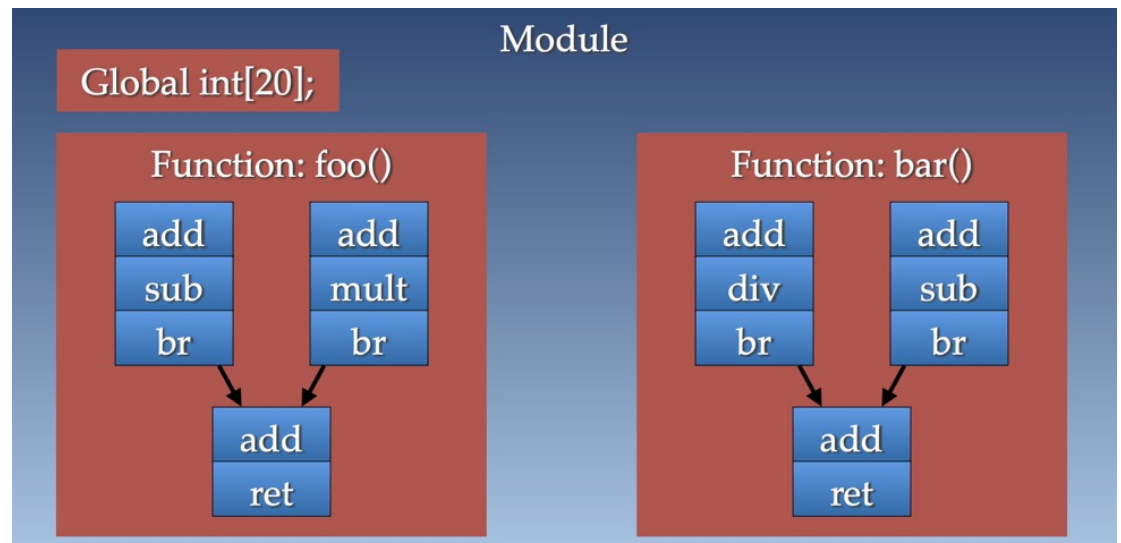 Module
Global int[20];
Function: foo()
add
sub
br
add
mult
br
add
ret
Function: bar()
add
div
br
add
sub
br
add
ret